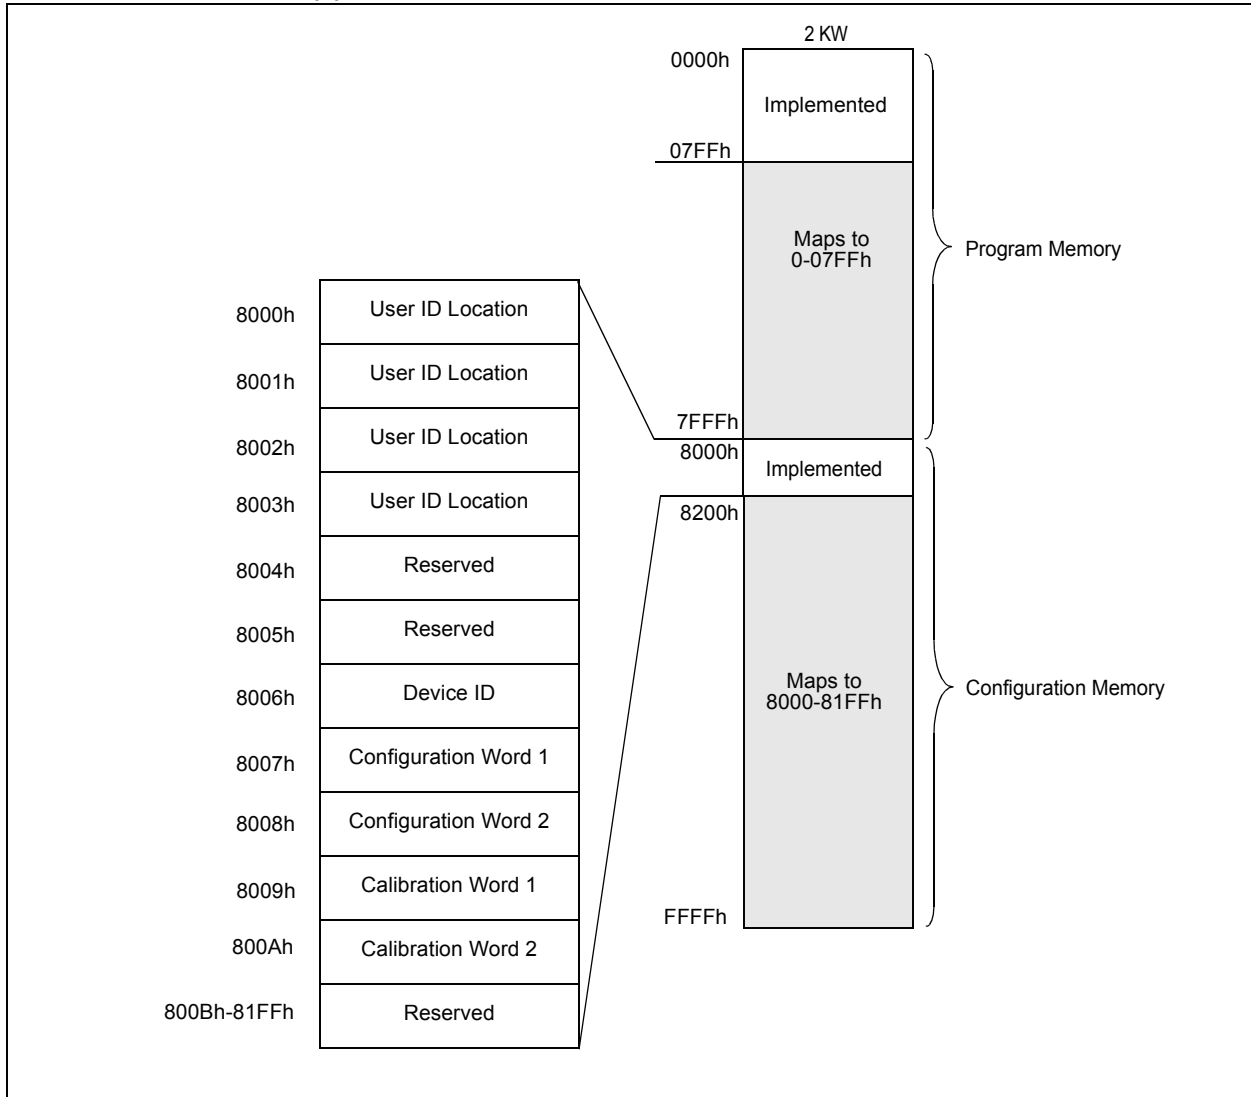 2 KW
0000h
Implemented
07FFh
Maps to
0-07FFh
Program Memory
7FFFh
8000h
Implemented
8200h
Maps to
8000-81FFh
Configuration Memory
FFFFh
8000h User ID Location
8001h User ID Location
8002h User ID Location
8003h User ID Location
8004h Reserved
8005h Reserved
8006h Device ID
8007h Configuration Word 1
8008h Configuration Word 2
8009h Calibration Word 1
800Ah Calibration Word 2
800Bh-81FFh Reserved